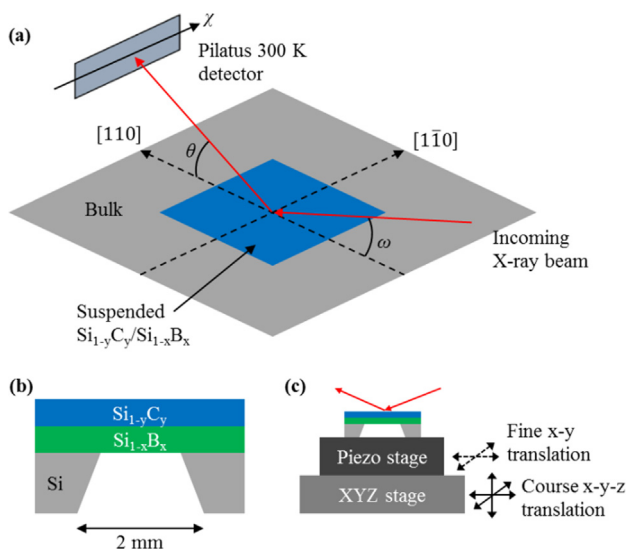 (a)
χ
Pilatus 300 K
detector
[110]
[11̄0]
θ
Bulk
ω
Incoming
X-ray beam
Suspended
Si₁₋yCy/Si₁₋ₓBₓ
(b)
Si₁₋yCy
Si₁₋ₓBₓ
Si
2 mm
(c)
Piezo stage
Fine x-y
translation
XYZ stage
Course x-y-z
translation